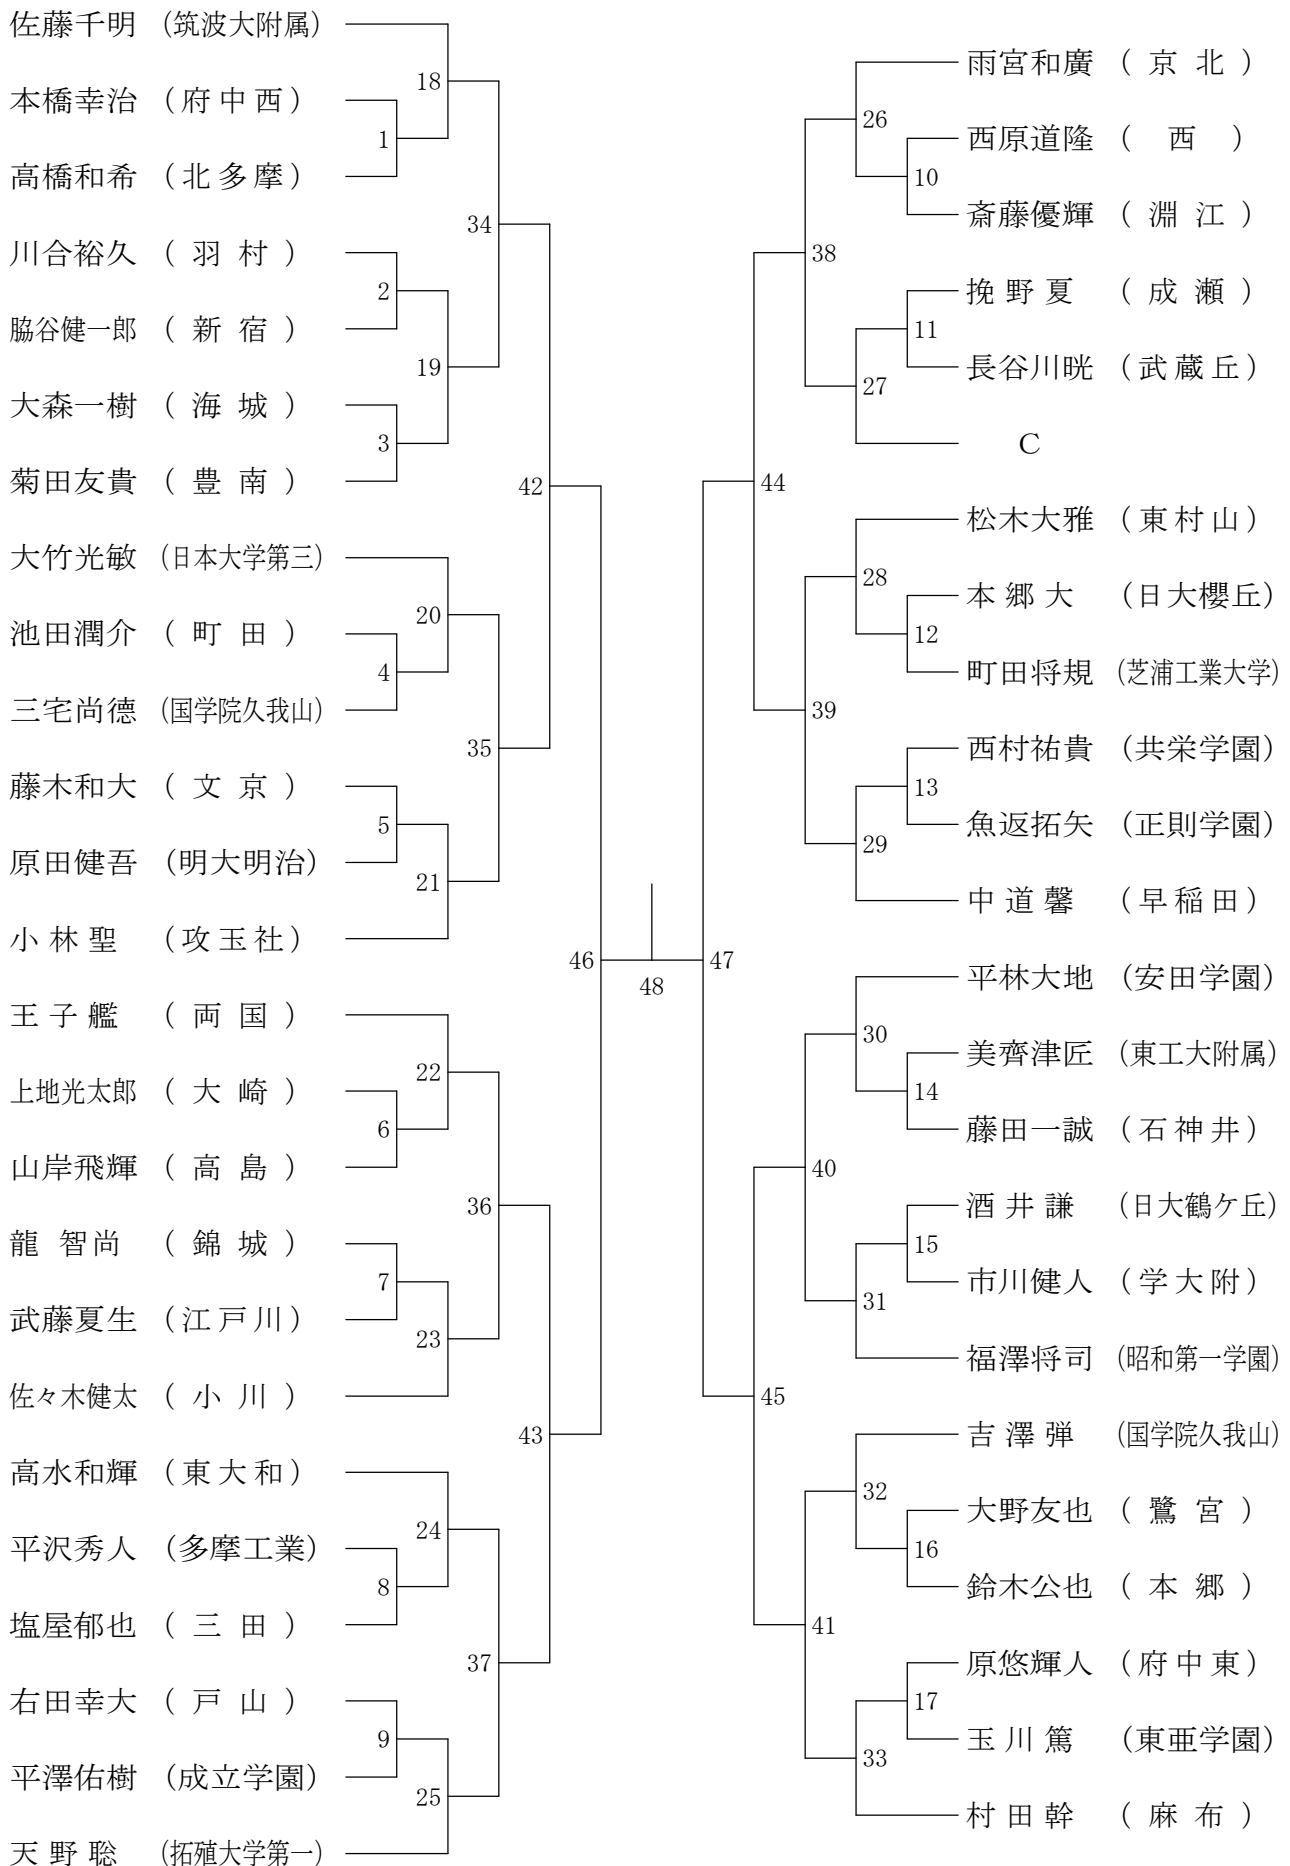 佐藤千明 (筑波大附属)
本橋幸治 (府中西)
高橋和希 (北多摩)
川合裕久 (羽村)
脇谷健一郎 (新宿)
大森一樹 (海城)
菊田友貴 (豊南)
大竹光敏 (日本大学第三)
池田潤介 (町田)
三宅尚徳 (国学院久我山)
藤木和大 (文京)
原田健吾 (明大明治)
小林聖 (攻玉社)
王子艦 (両国)
上地光太郎 (大崎)
山岸飛輝 (高島)
龍 智尚 (錦城)
武藤夏生 (江戸川)
佐々木健太 (小川)
高水和輝 (東大和)
平沢秀人 (多摩工業)
塩屋郁也 (三田)
右田幸大 (戸山)
平澤佑樹 (成立学園)
天野聡 (拓殖大学第一)
18
1
34
2
19
3
42
20
4
35
5
21
46
22
6
36
7
23
43
24
8
37
9
25
48
47
26
10
38
11
27
44
28
12
39
13
29
30
14
40
15
31
45
32
16
41
17
33
雨宮和廣 (京北)
西原道隆 (西)
斎藤優輝 (淵江)
挽野夏 (成瀬)
長谷川晄 (武蔵丘)
C
松木大雅 (東村山)
本郷大 (日大櫻丘)
町田将規 (芝浦工業大学)
西村祐貴 (共栄学園)
魚返拓矢 (正則学園)
中道馨 (早稲田)
平林大地 (安田学園)
美齊津匠 (東工大附属)
藤田一誠 (石神井)
酒井謙 (日大鶴ケ丘)
市川健人 (学大附)
福澤将司 (昭和第一学園)
吉澤弾 (国学院久我山)
大野友也 (鷺宮)
鈴木公也 (本郷)
原悠輝人 (府中東)
玉川篤 (東亜学園)
村田幹 (麻布)